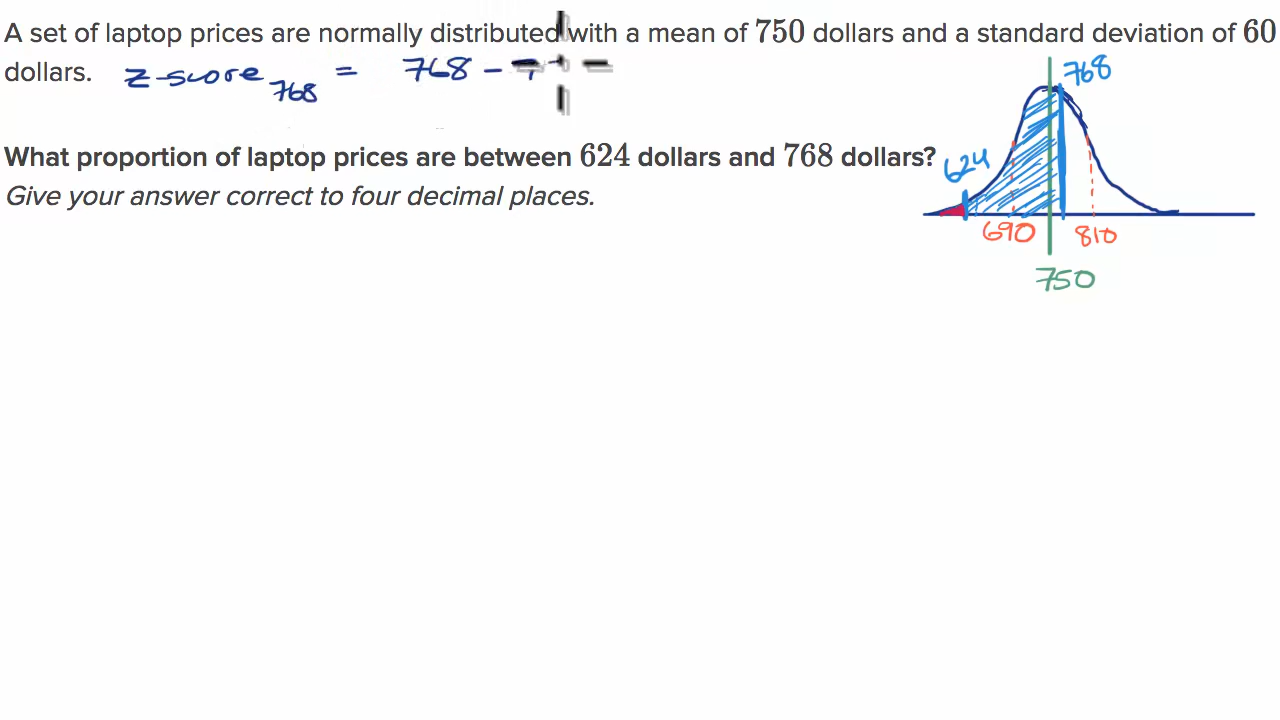 A set of laptop prices are normally distributed with a mean of 750 dollars and a standard deviation of 60
dollars. z-score 768 = 768 -
768
What proportion of laptop prices are between 624 dollars and 768 dollars?
624
Give your answer correct to four decimal places.
690 810
750